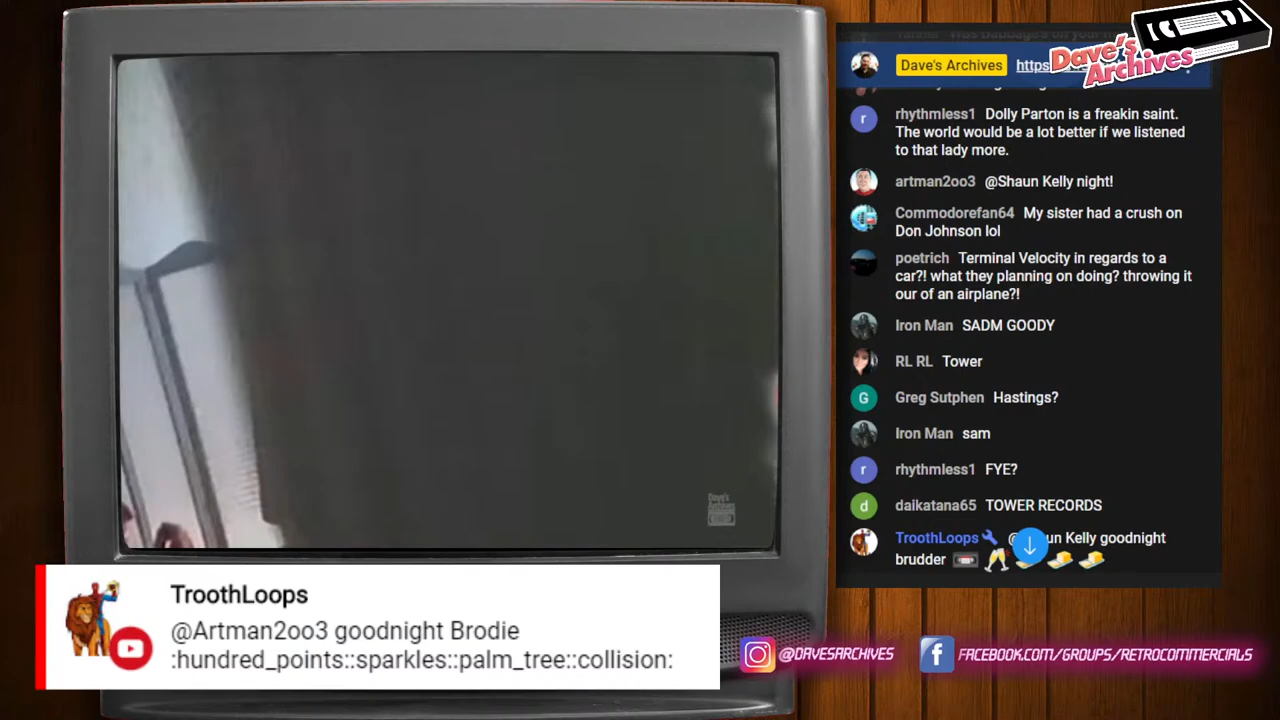 Dave's Archives
Dave's Archives https
rhythmless1 Dolly Parton is a freakin saint.
The world would be a lot better if we listened
to that lady more.
artman2oo3 @Shaun Kelly night!
Commodorefan64 My sister had a crush on
Don Johnson lol
poetrich Terminal Velocity in regards to a
car?! what they planning on doing? throwing it
our of an airplane?!
Iron Man SADM GOODY
RL RL Tower
G Greg Sutphen Hastings?
Iron Man sam
r rhythmless1 FYE?
d daikatana65 TOWER RECORDS
TroothLoops Kelly goodnight
brudder
Dave's
Archives
TroothLoops
@Artman2oo3 goodnight Brodie
:hundred_points::sparkles::palm_tree::collision:
@DAVESARCHIVES
FACEBOOK.COM/GROUPS/RETROCOMMERCIALS